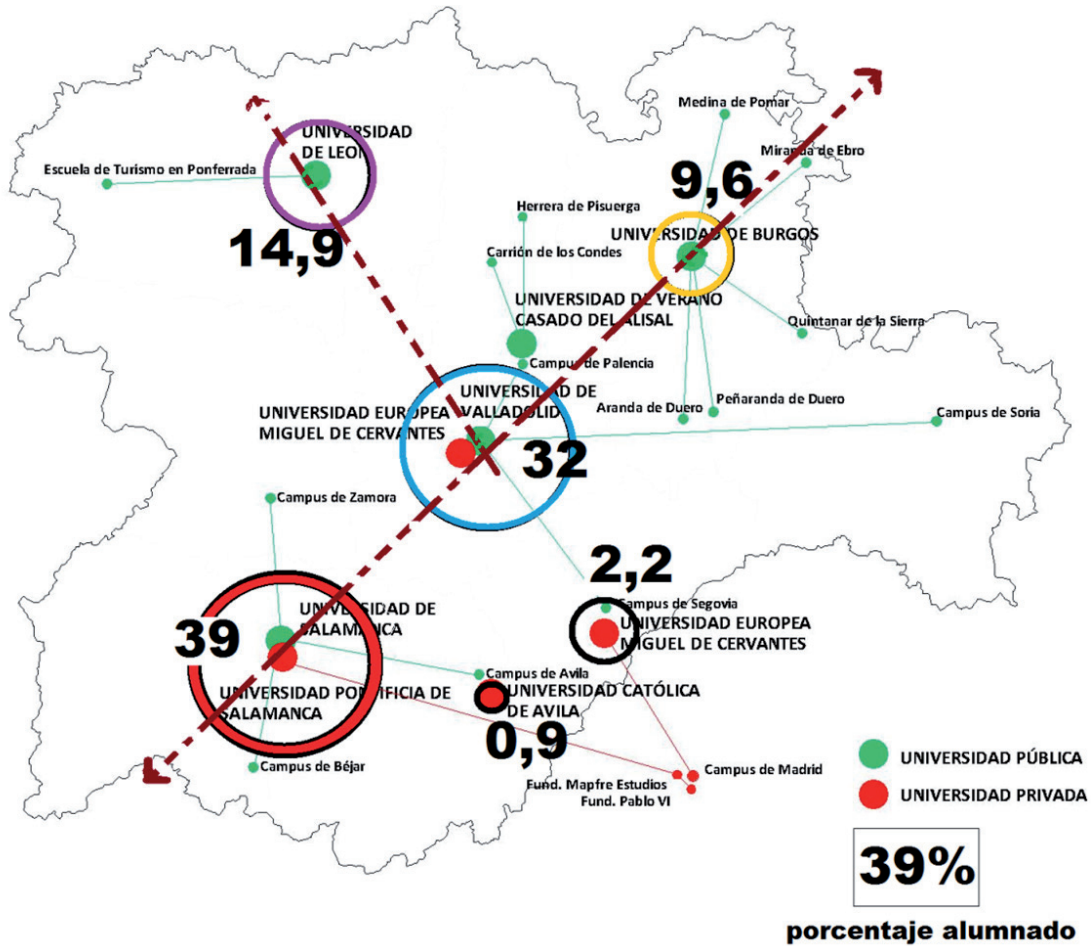 Medina de Pomar
UNIVERSIDAD
DE LEON
Miranda de Ebro
Escuela de Turismo en Ponferrada
9,6
Herrera de Pisuerga
UNIVERSIDAD DE BURGOS
14,9
Carrión de los Condes
UNIVERSIDAD DE VERANO
CASADO DEL ALISAL
Quintanar de la Sierra
Campus de Palencia
UNIVERSIDAD DE
VALLADOLID
UNIVERSIDAD EUROPEA
MIGUEL DE CERVANTES
Aranda de Duero
Peñaranda de Duero
Campus de Soria
32
Campus de Zamora
2,2
Campus de Segovia
UNIVERSIDAD EUROPEA
MIGUEL DE CERVANTES
39
UNIVERSIDAD DE
SALAMANCA
Campus de Avila
UNIVERSIDAD PONTIFICIA DE
SALAMANCA
UNIVERSIDAD CATÓLICA
DE AVILA
0,9
Campus de Béjar
Campus de Madrid
Fund. Mapfre Estudios
Fund. Pablo VI
UNIVERSIDAD PÚBLICA
UNIVERSIDAD PRIVADA
39%
porcentaje alumnado